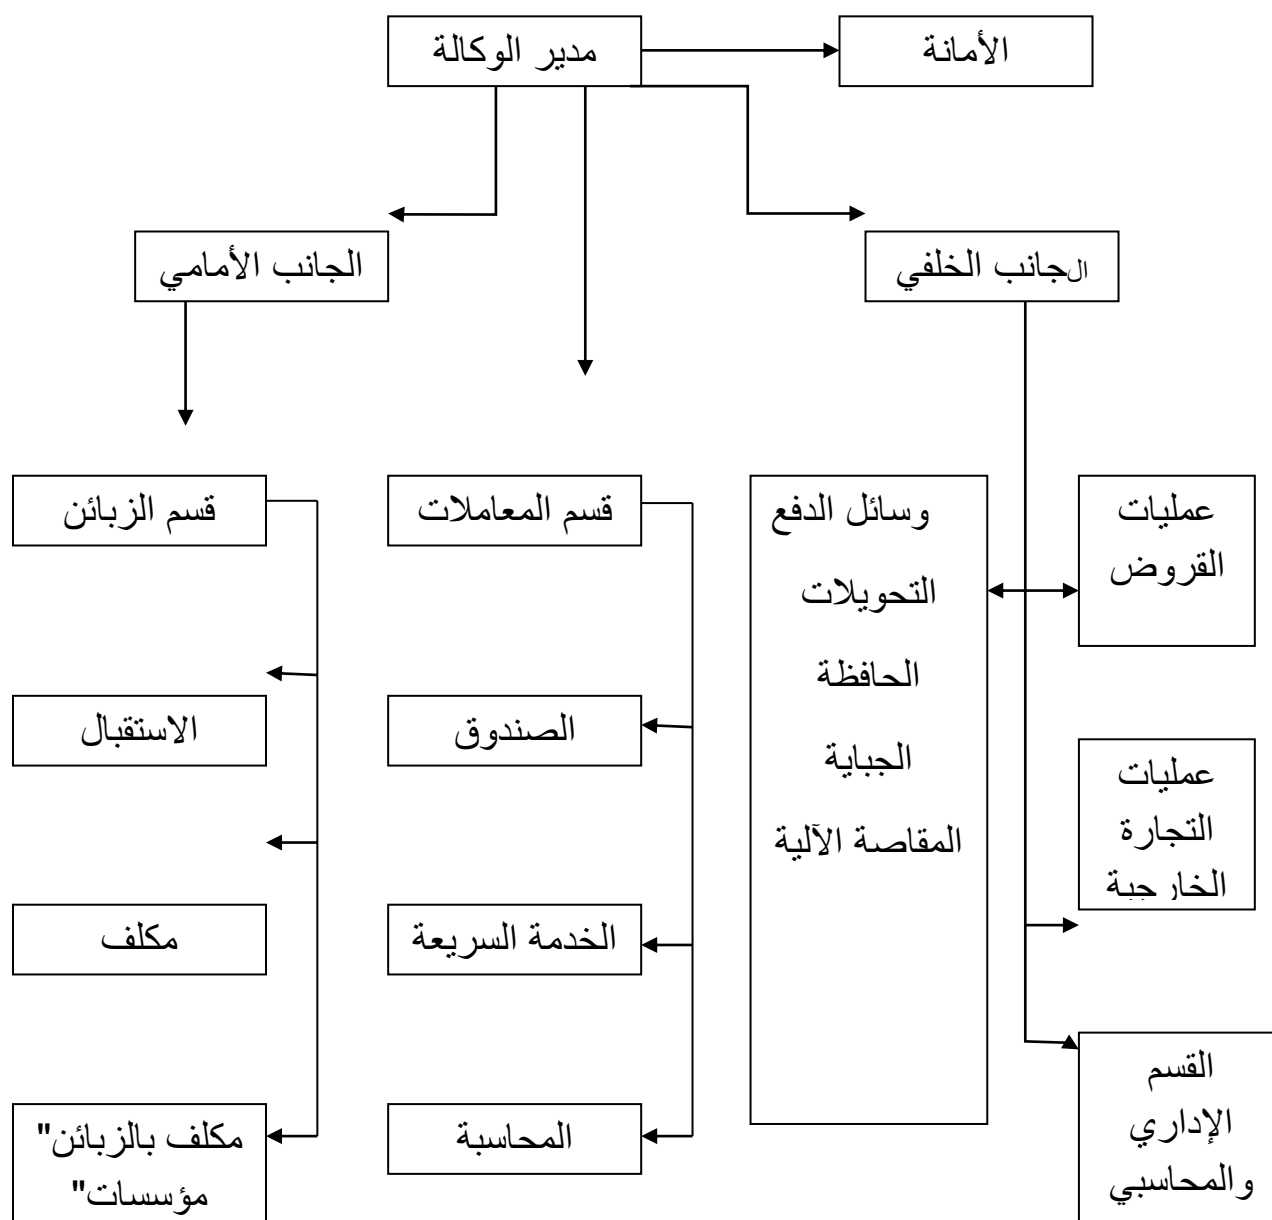 مدير الوكالة
الأمانة
الجانب الخلفي
الجانب الأمامي
عمليات
القروض
عمليات
التجارة
الخارجية
القسم
الإداري
والمحاسبي
وسائل الدفع
التحويلات
الحافظة
الجباية
المقاصة الآلية
قسم المعاملات
الصندوق
الخدمة السريعة
المحاسبة
قسم الزبائن
الاستقبال
مكلف
مكلف بالزبائن"
مؤسسات"